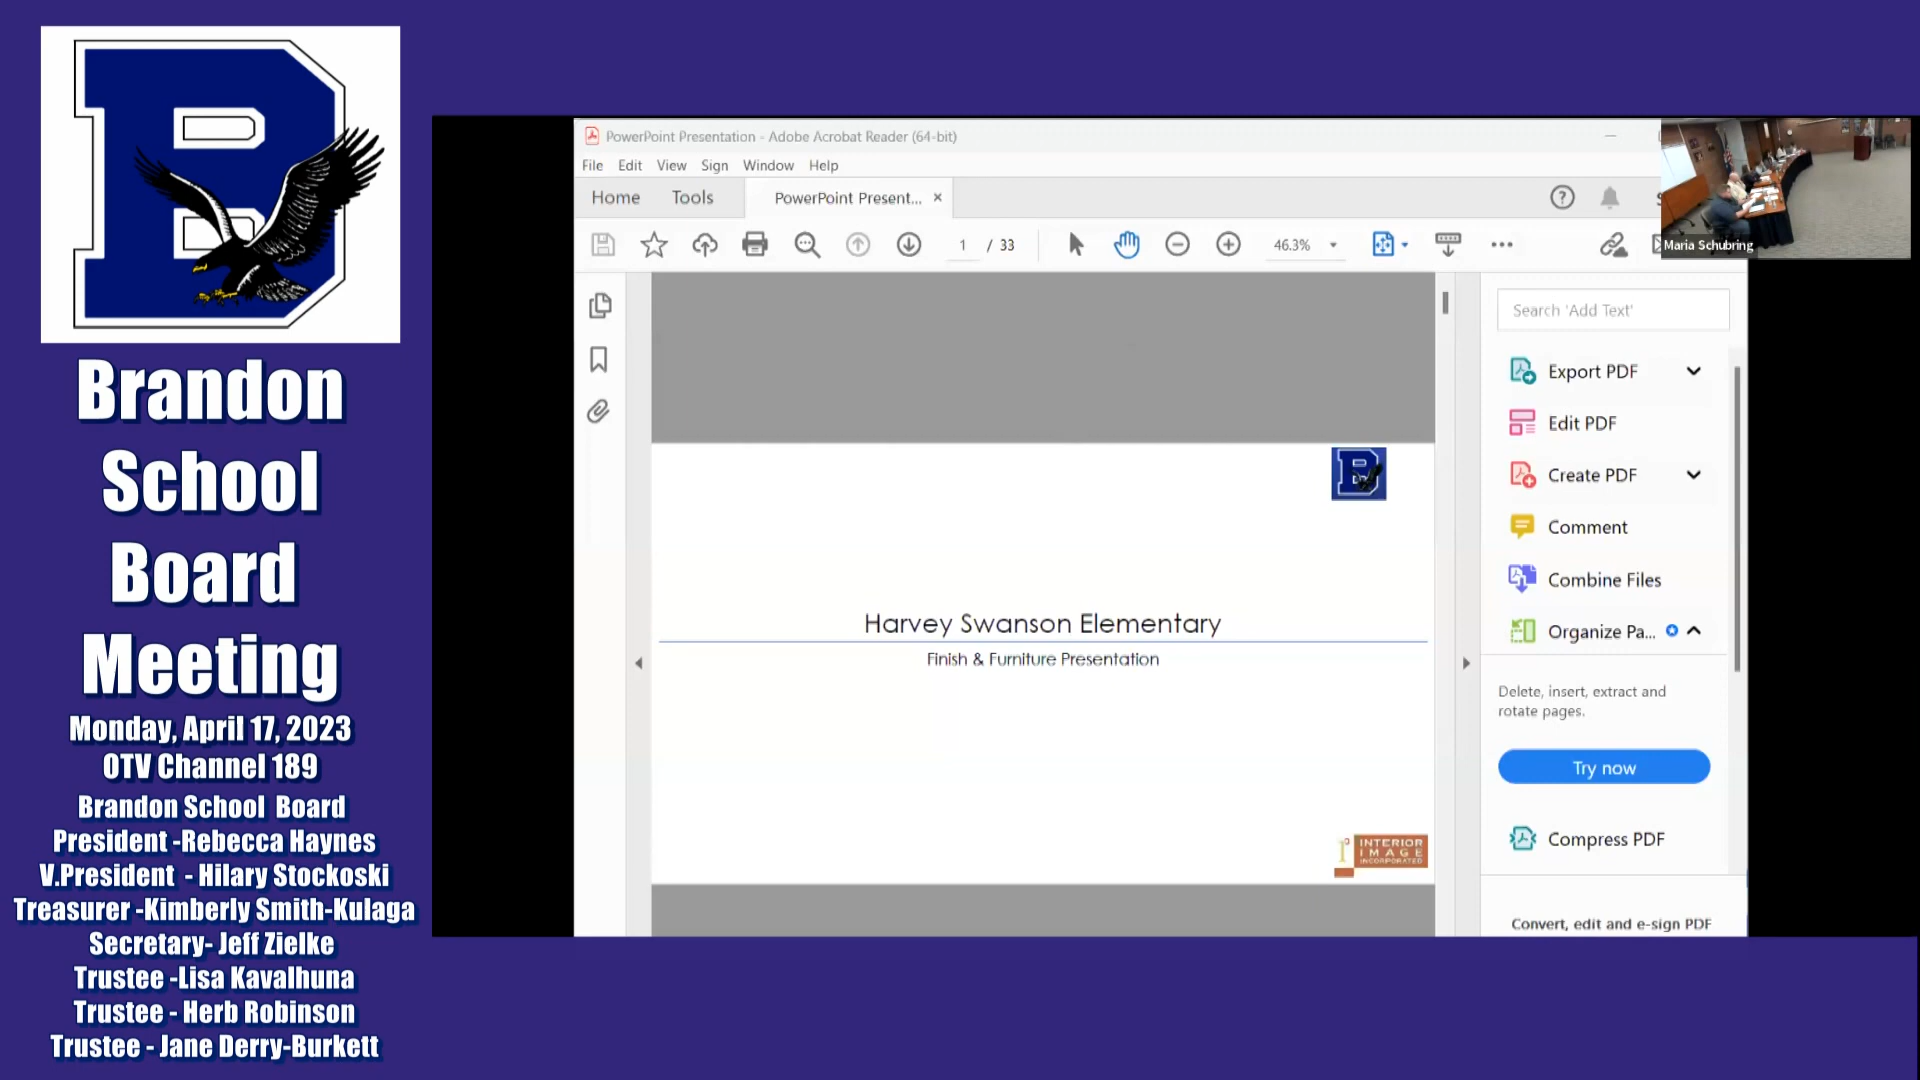 Brandon
School
Board
Meeting
Monday, April 17, 2023
OTV Channel 189
Brandon School Board
President -Rebecca Haynes
V.President - Hilary Stockoski
Treasurer -Kimberly Smith-Kulaga
Secretary- Jeff Zielke
Trustee -Lisa Kavalhuna
Trustee - Herb Robinson
Trustee - Jane Derry-Burkett
PowerPoint Presentation - Adobe Acrobat Reader (64-bit)
File Edit View Sign Window Help
Home Tools PowerPoint Present... ×
1 / 33 46.3%
Maria Schubring
B
Harvey Swanson Elementary
Finish & Furniture Presentation
INTERIOR
IMAGE
INCORPORATED
Search 'Add Text'
Export PDF
Edit PDF
Create PDF
Comment
Combine Files
Organize Pa...
Delete, insert, extract and
rotate pages.
Try now
Compress PDF
Convert, edit and e-sign PDF